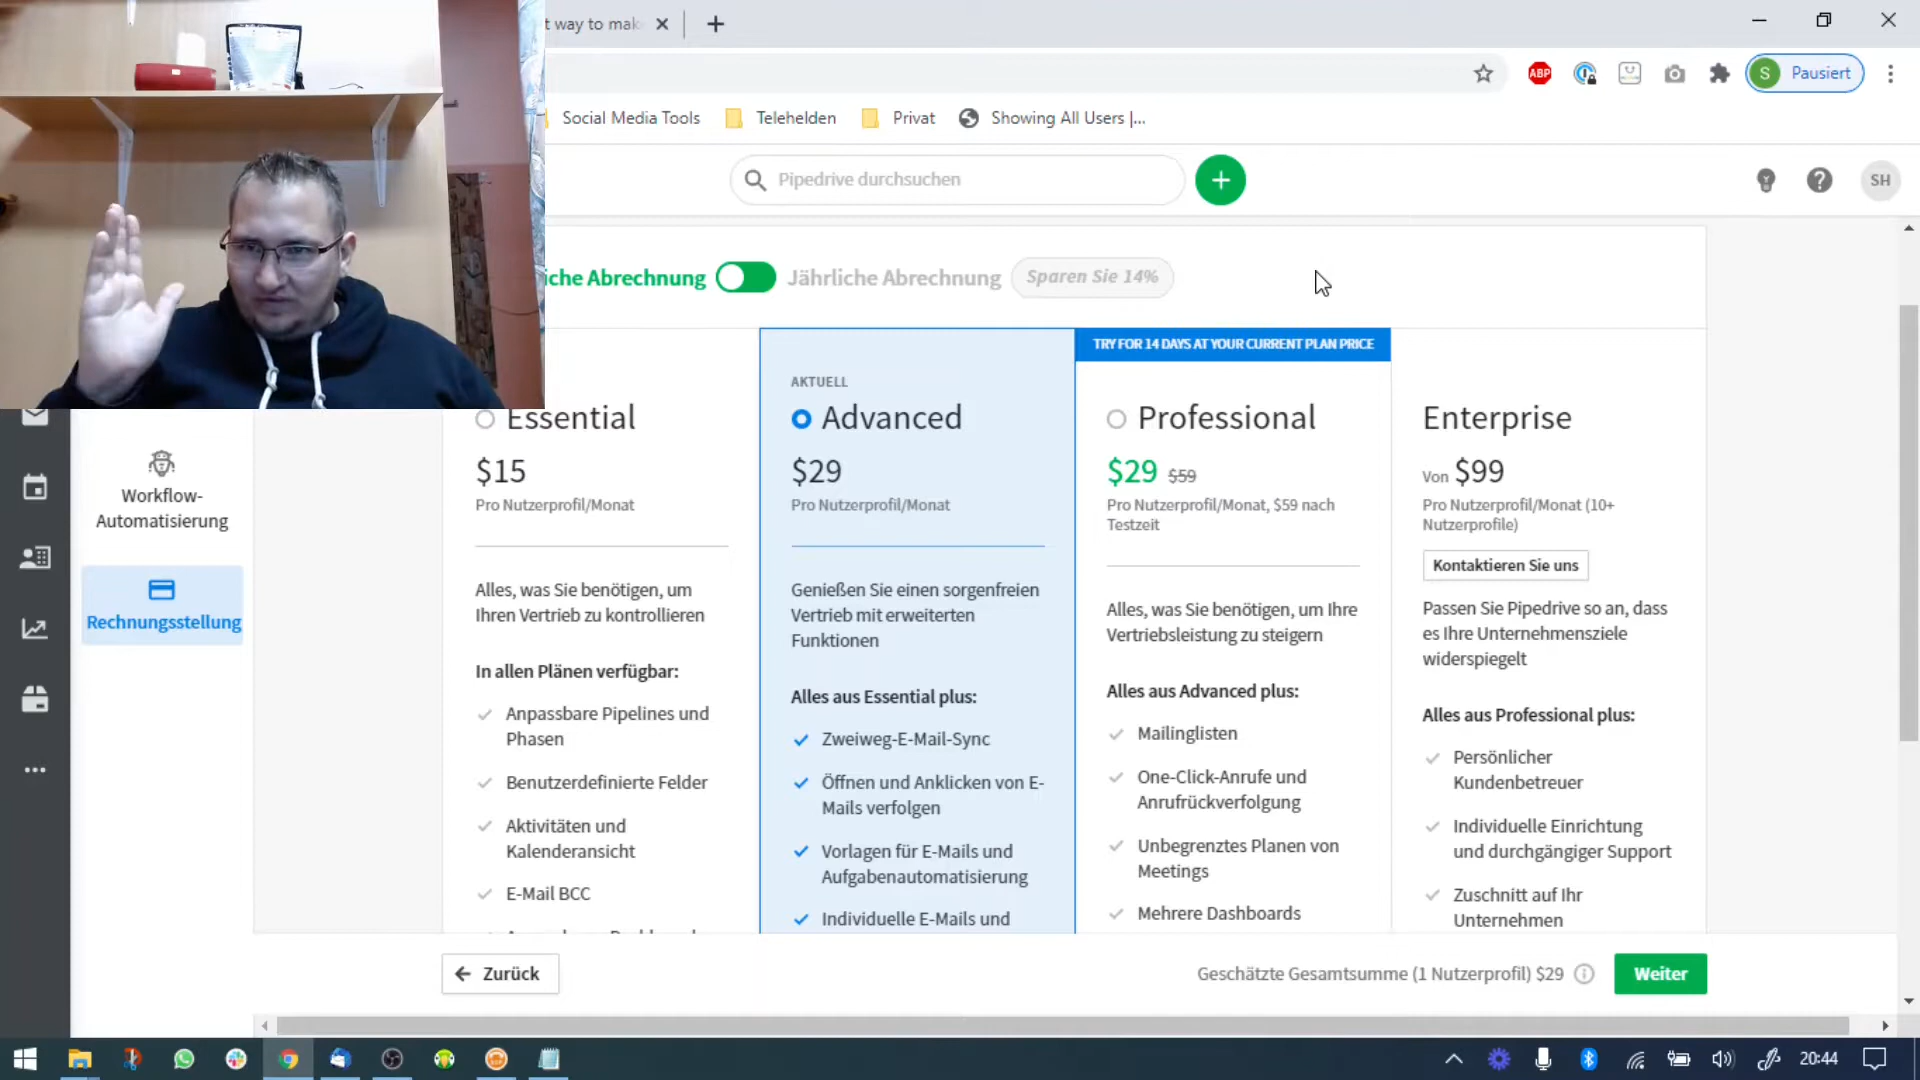 t way to mak
Pausiert
S
ABP
Social Media Tools
Telehelden
Privat
Showing All Users |...
Pipedrive durchsuchen
SH
iche Abrechnung
Jährliche Abrechnung
Sparen Sie 14%
TRY FOR 14 DAYS AT YOUR CURRENT PLAN PRICE
Workflow-
Automatisierung
Rechnungsstellung
Essential
$15
Pro Nutzerprofil/Monat
Alles, was Sie benötigen, um
Ihren Vertrieb zu kontrollieren
In allen Plänen verfügbar:
Anpassbare Pipelines und
Phasen
Benutzerdefinierte Felder
Aktivitäten und
Kalenderansicht
E-Mail BCC
AKTUELL
Advanced
$29
Pro Nutzerprofil/Monat
Genießen Sie einen sorgenfreien
Vertrieb mit erweiterten
Funktionen
Alles aus Essential plus:
Zweiweg-E-Mail-Sync
Öffnen und Anklicken von E-
Mails verfolgen
Vorlagen für E-Mails und
Aufgabenautomatisierung
Individuelle E-Mails und
Professional
$29 $59
Pro Nutzerprofil/Monat, $59 nach
Testzeit
Alles, was Sie benötigen, um Ihre
Vertriebsleistung zu steigern
Alles aus Advanced plus:
Mailinglisten
One-Click-Anrufe und
Anrufrückverfolgung
Unbegrenztes Planen von
Meetings
Mehrere Dashboards
Enterprise
Von $99
Pro Nutzerprofil/Monat (10+
Nutzerprofile)
Kontaktieren Sie uns
Passen Sie Pipedrive so an, dass
es Ihre Unternehmensziele
widerspiegelt
Alles aus Professional plus:
Persönlicher
Kundenbetreuer
Individuelle Einrichtung
und durchgängiger Support
Zuschnitt auf Ihr
Unternehmen
Zurück
Geschätzte Gesamtsumme (1 Nutzerprofil) $29
Weiter
20:44